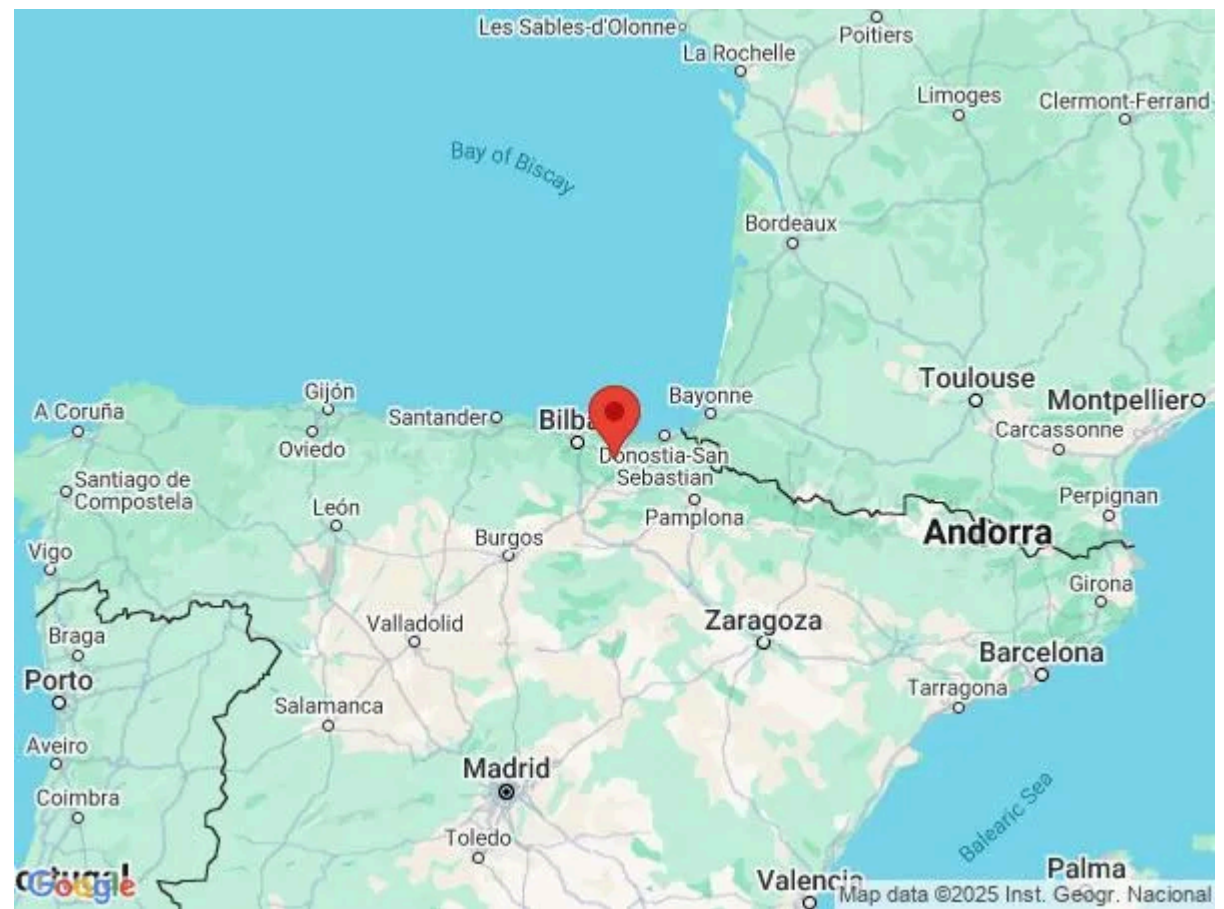 Les Sables-d'Olonne
Poitiers
La Rochelle
Limoges
Clermont-Ferrand
Bay of Biscay
Bordeaux
Toulouse
Gijón
Bayonne
Montpellier
A Coruña
Santander
Carcassonne
Oviedo
Donostia-San
Sebastian
Santiago de
Compostela
Perpignan
León
Pamplona
Andorra
Burgos
Vigo
Girona
Valladolid
Zaragoza
Braga
Barcelona
Porto
Tarragona
Salamanca
Aveiro
Madrid
Coimbra
Balearic Sea
Toledo
Palma
Valencia
Google
Map data ©2025 Inst. Geogr. Nacional